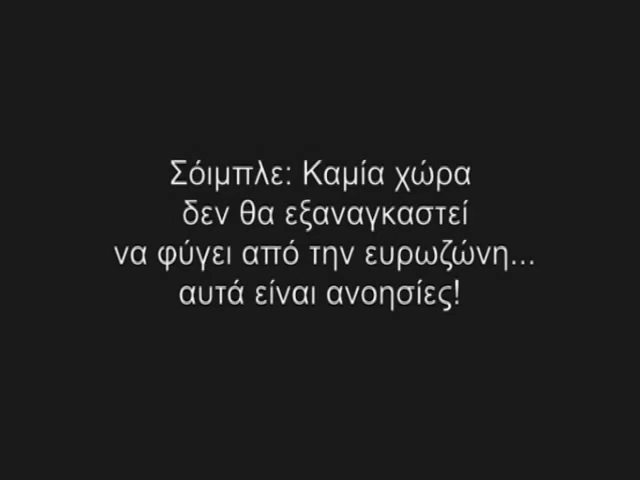 Σόιμπλε: Καμία χώρα
δεν θα εξαναγκαστεί
να φύγει από την ευρωζώνη...
αυτά είναι ανοησίες!